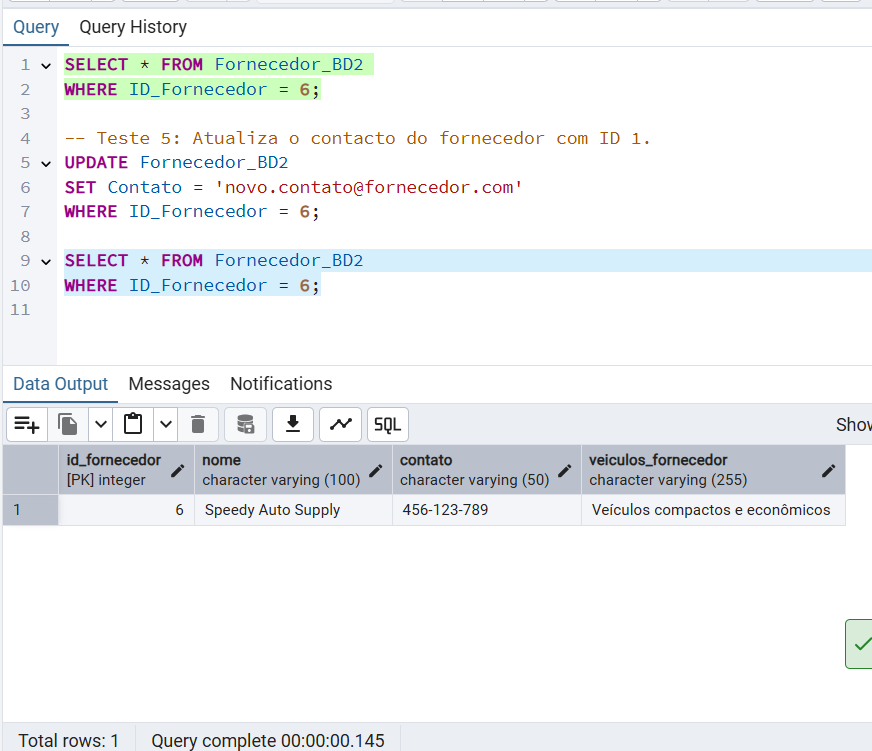 Query Query History
1 SELECT * FROM Fornecedor_BD2
2 WHERE ID_Fornecedor = 6;
3
4 -- Teste 5: Atualiza o contacto do fornecedor com ID 1.
5 UPDATE Fornecedor_BD2
6 SET Contato = 'novo.contato@fornecedor.com'
7 WHERE ID_Fornecedor = 6;
8
9 SELECT * FROM Fornecedor_BD2
10 WHERE ID_Fornecedor = 6;
11
Data Output Messages Notifications
SQL Show
id_fornecedor nome contato veiculos_fornecedor
[PK] integer character varying (100) character varying (50) character varying (255)
1 6 Speedy Auto Supply 456-123-789 Veículos compactos e econômicos
Total rows: 1 Query complete 00:00:00.145